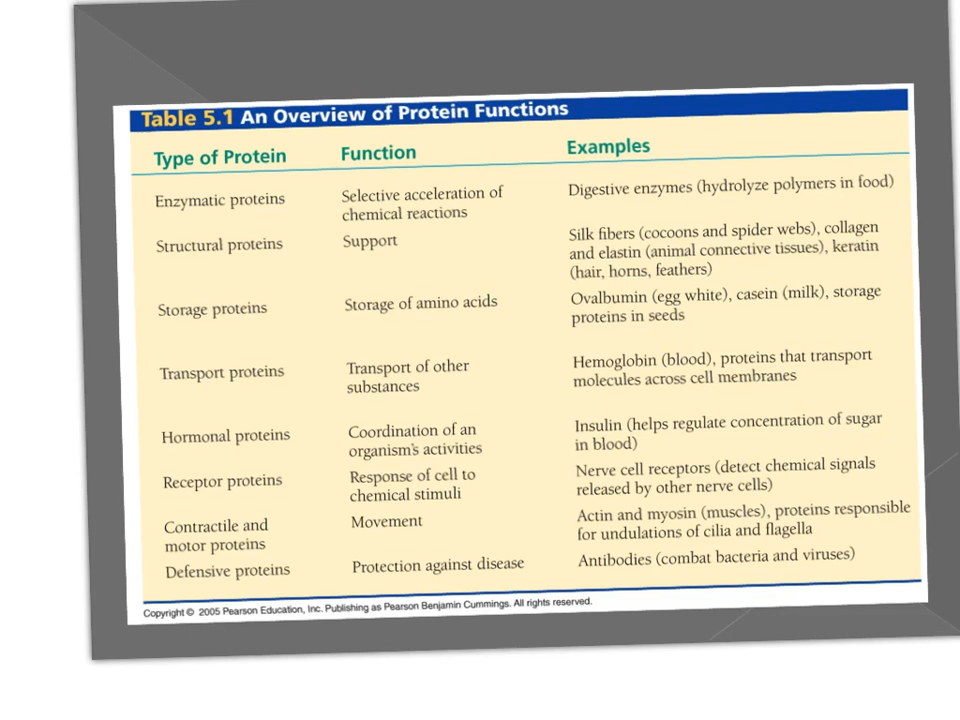 Table 5.1 An Overview of Protein Functions
Type of Protein Function Examples
Enzymatic proteins Selective acceleration of Digestive enzymes (hydrolyze polymers in food)
chemical reactions
Structural proteins Support Silk fibers (cocoons and spider webs), collagen
and elastin (animal connective tissues), keratin
(hair, horns, feathers)
Storage proteins Storage of amino acids Ovalbumin (egg white), casein (milk), storage
proteins in seeds
Transport proteins Transport of other Hemoglobin (blood), proteins that transport
substances molecules across cell membranes
Hormonal proteins Coordination of an Insulin (helps regulate concentration of sugar
organism's activities in blood)
Receptor proteins Response of cell to Nerve cell receptors (detect chemical signals
chemical stimuli released by other nerve cells)
Contractile and Movement Actin and myosin (muscles), proteins responsible
motor proteins for undulations of cilia and flagella
Defensive proteins Protection against disease Antibodies (combat bacteria and viruses)
Copyright © 2005 Pearson Education, Inc. Publishing as Pearson Benjamin Cummings. All rights reserved.